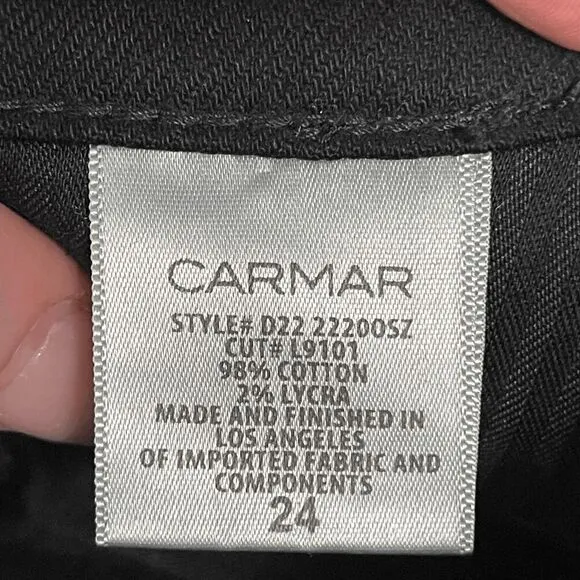 CARMAR
STYLE# D22 22200SZ
CUT# L9101
98% COTTON
2% LYCRA
MADE AND FINISHED IN
LOS ANGELES
OF IMPORTED FABRIC AND
COMPONENTS
24